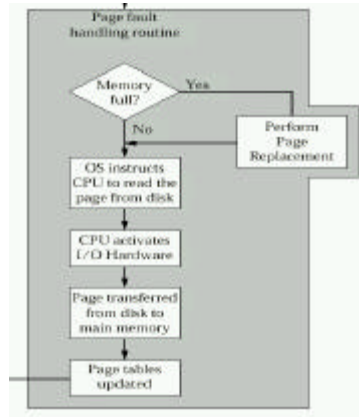 Page fault
handling routine
Memory
full?
Yes
No
Perform
Page
Replacement
OS instructs
CPU to read the
page from disk
CPU activates
I/O Hardware
Page transferred
from disk to
main memory
Page tables
updated